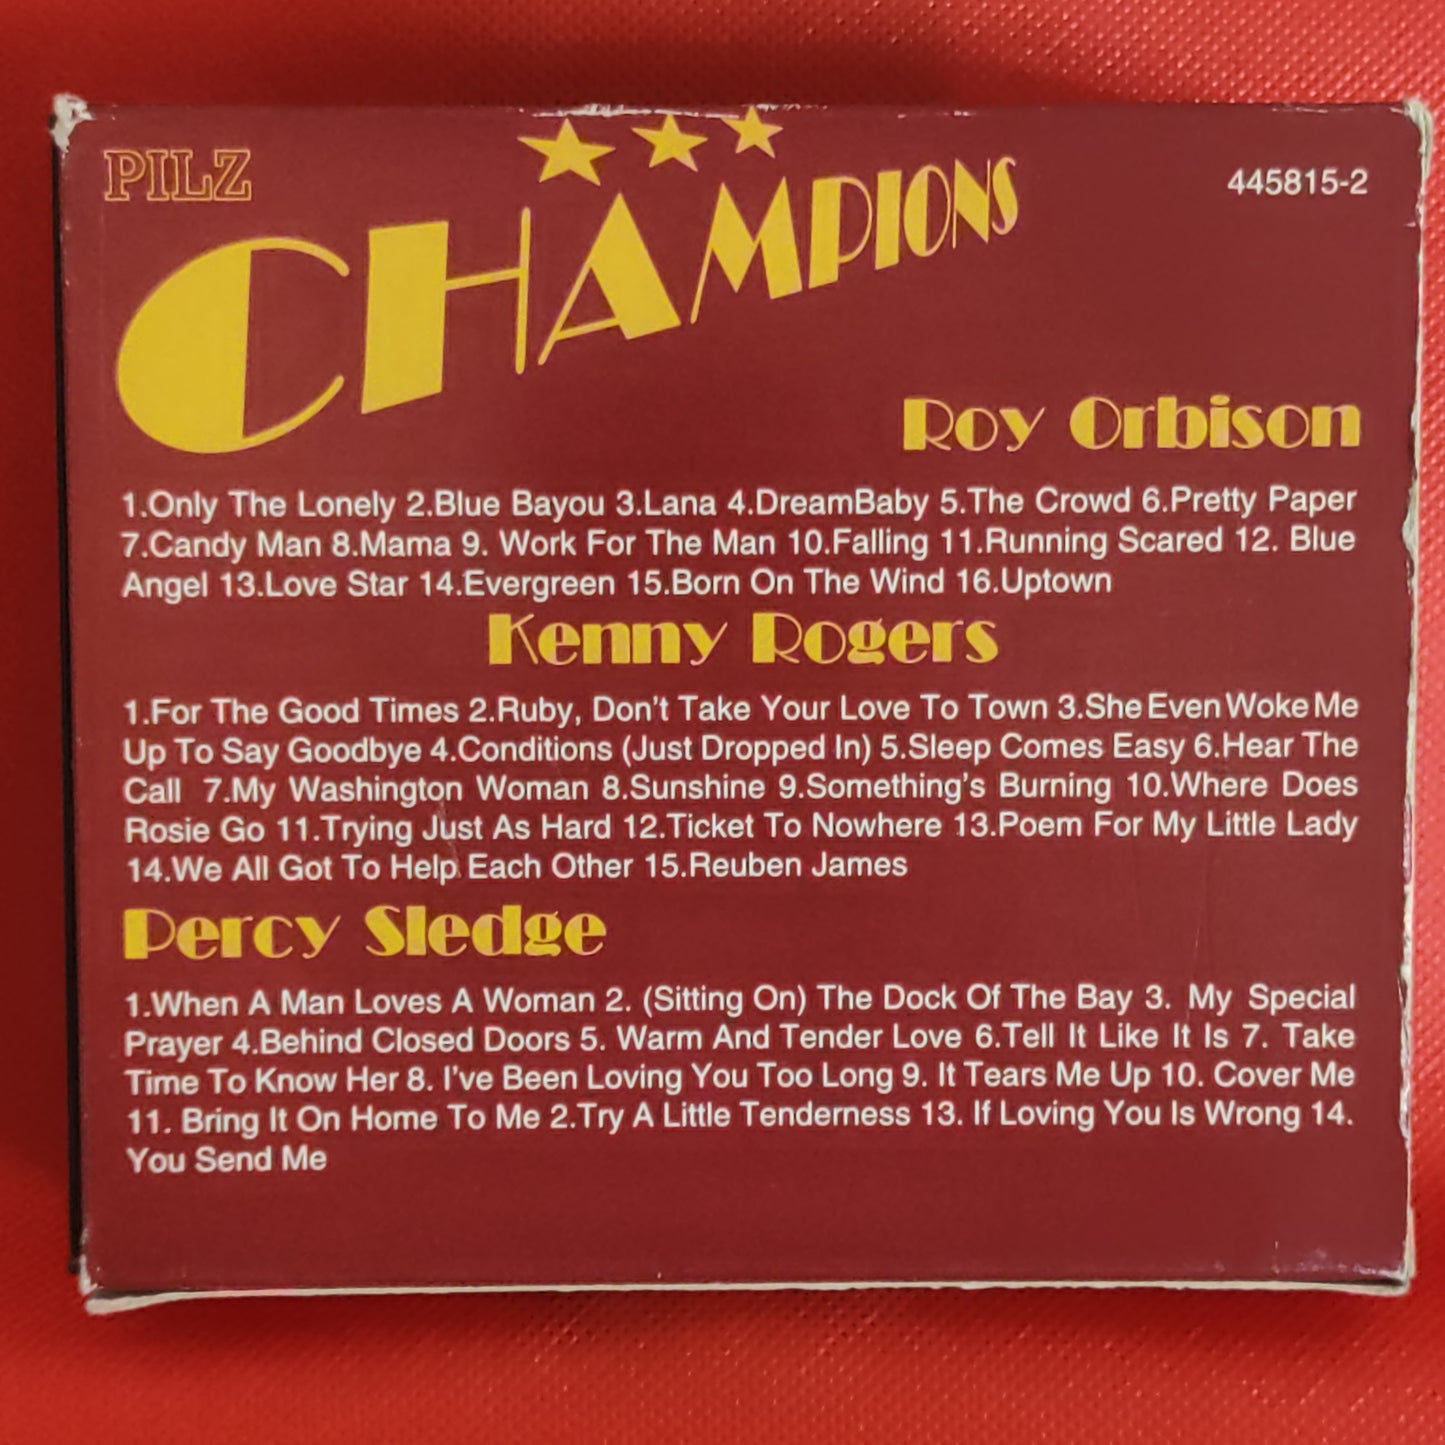 PILZ
CHAMPIONS
445815-2
Roy Orbison
1.Only The Lonely 2.Blue Bayou 3.Lana 4.DreamBaby 5.The Crowd 6.Pretty Paper
7.Candy Man 8.Mama 9. Work For The Man 10.Falling 11.Running Scared 12. Blue
Angel 13.Love Star 14.Evergreen 15.Born On The Wind 16.Uptown
Kenny Rogers
1.For The Good Times 2.Ruby, Don't Take Your Love To Town 3.She Even Woke Me
Up To Say Goodbye 4.Conditions (Just Dropped In) 5.Sleep Comes Easy 6.Hear The
Call 7.My Washington Woman 8.Sunshine 9.Something's Burning 10.Where Does
Rosie Go 11.Trying Just As Hard 12.Ticket To Nowhere 13.Poem For My Little Lady
14.We All Got To Help Each Other 15.Reuben James
Percy Sledge
1.When A Man Loves A Woman 2. (Sitting On) The Dock Of The Bay 3. My Special
Prayer 4.Behind Closed Doors 5. Warm And Tender Love 6.Tell It Like It Is 7. Take
Time To Know Her 8. I've Been Loving You Too Long 9. It Tears Me Up 10. Cover Me
11. Bring It On Home To Me 2.Try A Little Tenderness 13. If Loving You Is Wrong 14.
You Send Me